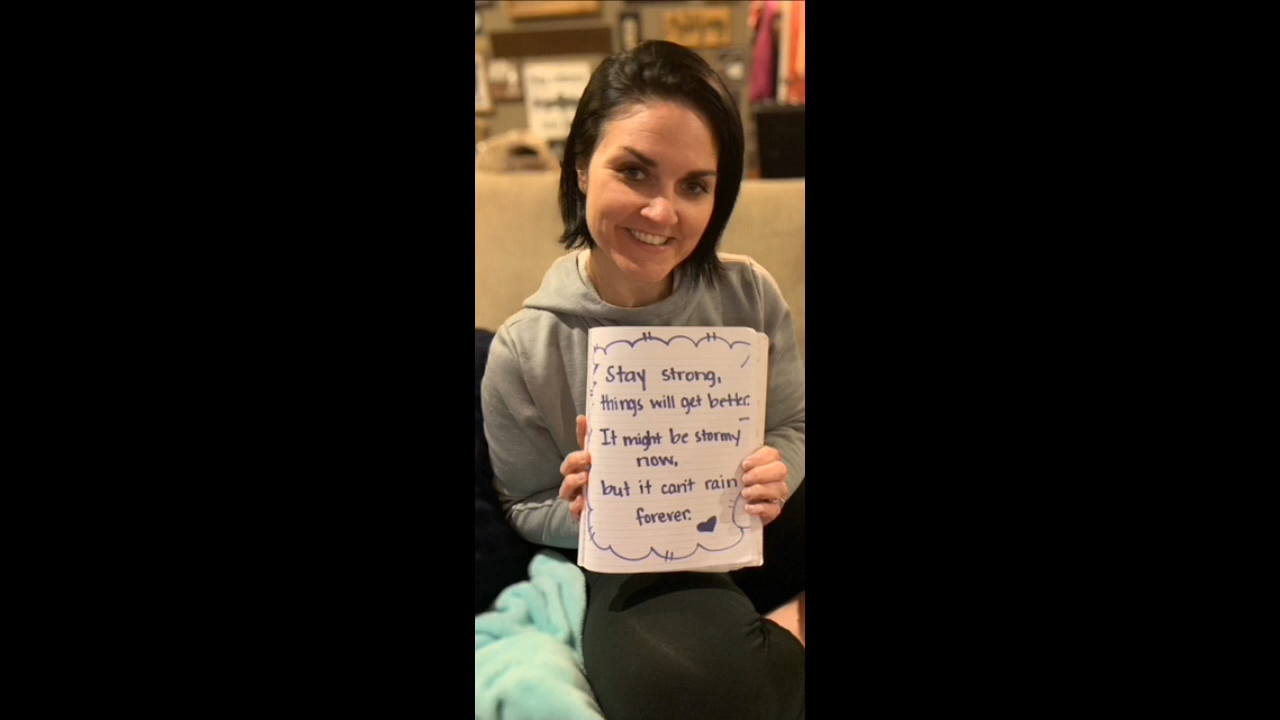 Stay strong,
things will get better.
It might be stormy
now,
but it can't rain
forever.